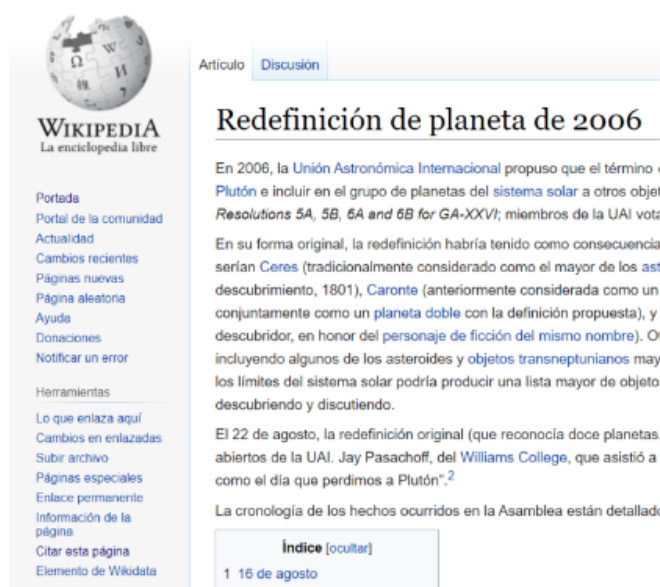 WIKIPEDIA
La enciclopedia libre
Portada
Portal de la comunidad
Actualidad
Cambios recientes
Páginas nuevas
Página aleatoria
Ayuda
Donaciones
Notificar un error
Herramientas
Lo que enlaza aquí
Cambios en enlazadas
Subir archivo
Páginas especiales
Enlace permanente
Información de la
página
Citar esta página
Elemento de Wikidata
Artículo Discusión
Redefinición de planeta de 2006
En 2006, la Unión Astronómica Internacional propuso que el término
Plutón e incluir en el grupo de planetas del sistema solar a otros obje
Resolutions 5A, 5B, 6A and 6B for GA-XXVI; miembros de la UAI vota
En su forma original, la redefinición habría tenido como consecuencia
serían Ceres (tradicionalmente considerado como el mayor de los ast
descubrimiento, 1801), Caronte (anteriormente considerada como un
conjuntamente como un planeta doble con la definición propuesta), y
descubridor, en honor del personaje de ficción del mismo nombre). O
incluyendo algunos de los asteroides y objetos transneptunianos may
los límites del sistema solar podría producir una lista mayor de objeto
descubriendo y discutiendo.
El 22 de agosto, la redefinición original (que reconocía doce planetas
abiertos de la UAI. Jay Pasachoff, del Williams College, que asistió a
como el día que perdimos a Plutón".2
La cronología de los hechos ocurridos en la Asamblea están detallado
Índice [ocultar]
1 16 de agosto